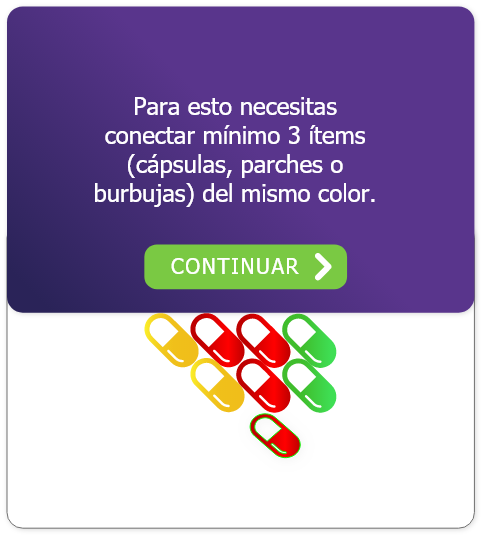 Para esto necesitas
conectar mínimo 3 ítems
(cápsulas, parches o
burbujas) del mismo color.
CONTINUAR